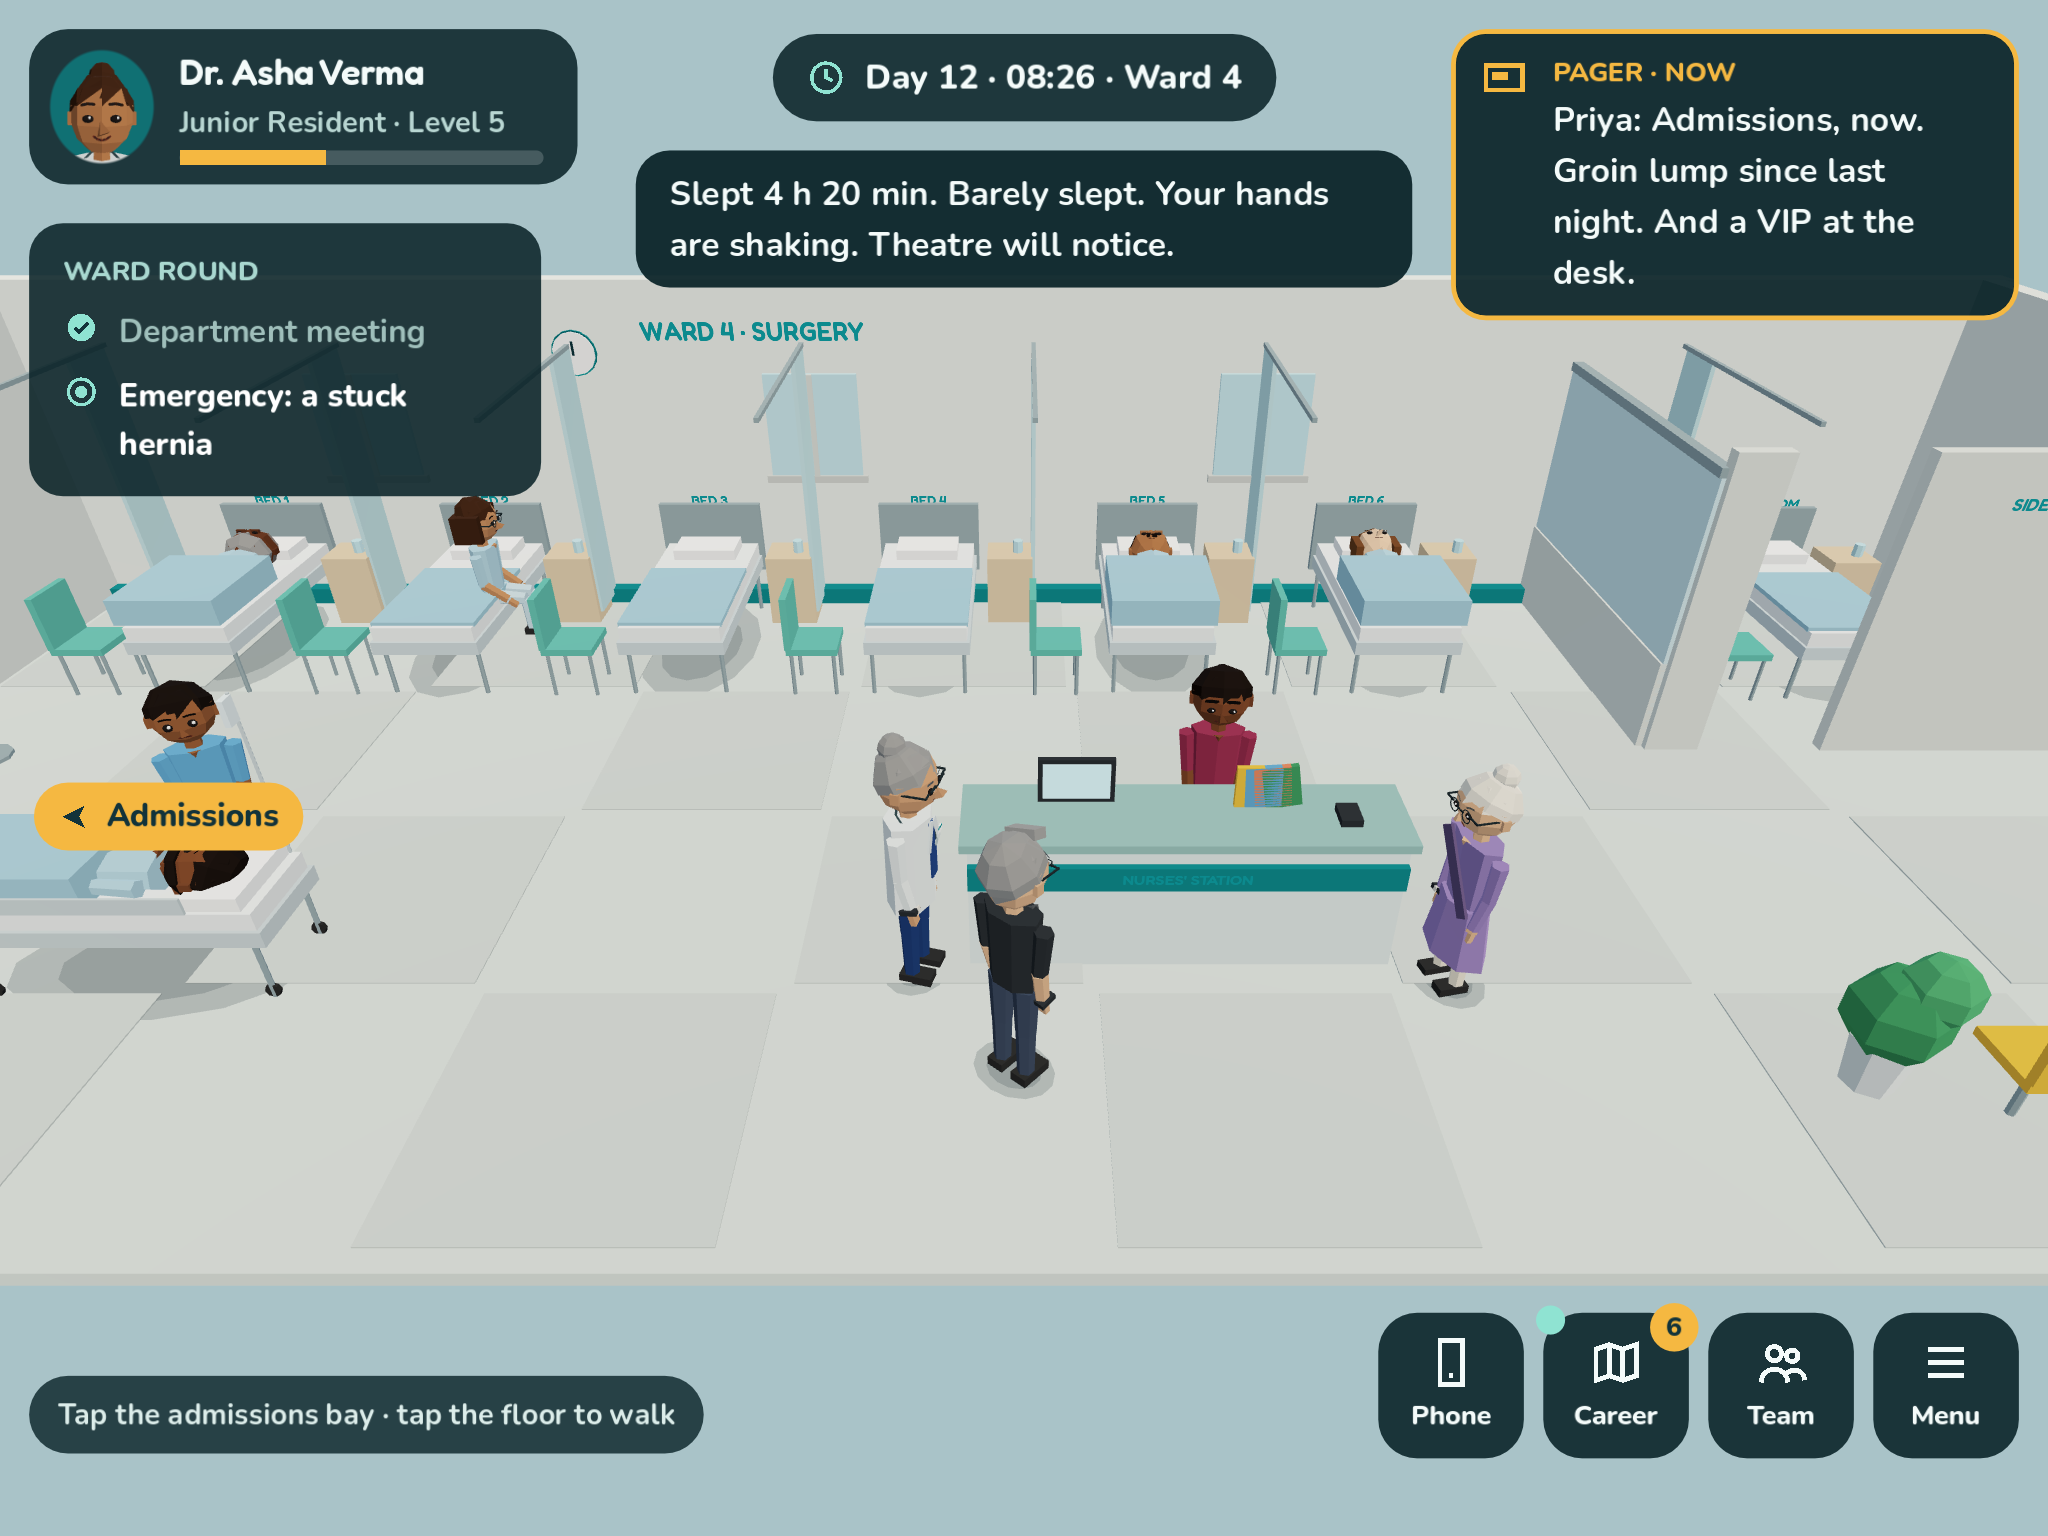 Dr. Asha Verma
Junior Resident · Level 5
Day 12 · 08:26 · Ward 4
PAGER · NOW
Priya: Admissions, now.
Groin lump since last
night. And a VIP at the
desk.
Slept 4 h 20 min. Barely slept. Your hands
are shaking. Theatre will notice.
WARD ROUND
Department meeting
Emergency: a stuck
hernia
WARD 4 · SURGERY
BED 1
BED 3
BED 4
BED 5
BED 6
SIDE
Admissions
NURSES' STATION
Tap the admissions bay · tap the floor to walk
6
Phone
Career
Team
Menu